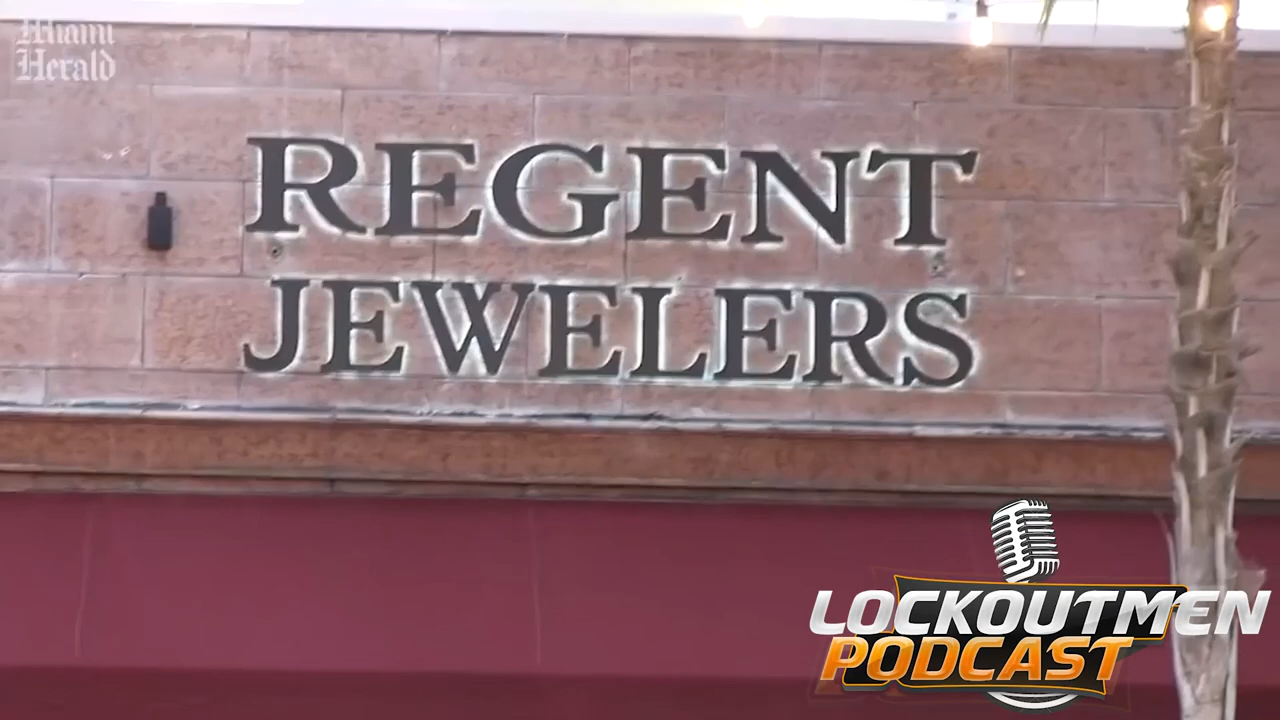 Miami
Herald
REGENT
JEWELERS
LOCKOUTMEN
PODCAST